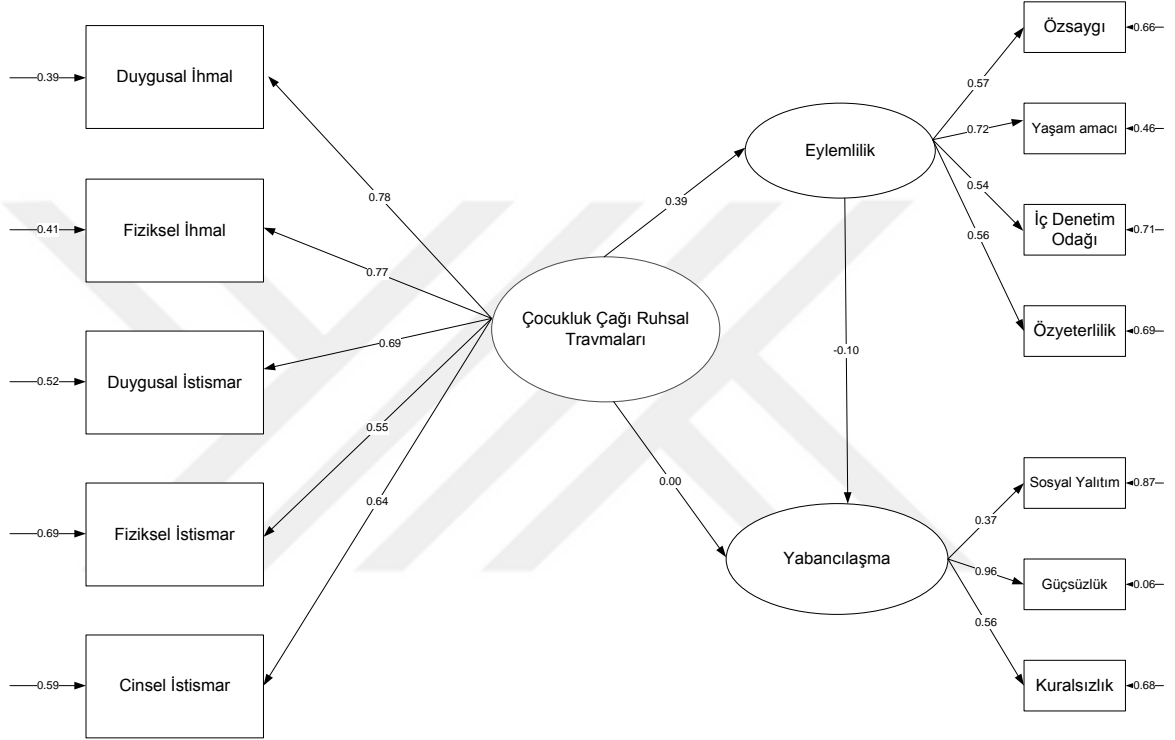 Duygusal İhmal
0.39
Fiziksel İhmal
0.41
Duygusal İstismar
0.52
Fiziksel İstismar
0.69
Cinsel İstismar
0.59
0.78
0.77
0.69
0.55
0.64
Çocukluk Çağı Ruhsal
Travmaları
0.39
0.00
Eylemlilik
-0.10
Yabancılaşma
0.57
0.72
0.54
0.56
Özsaygı
0.66
Yaşam amacı
0.46
İç Denetim
Odağı
0.71
Özyeterlilik
0.69
0.37
0.96
0.56
Sosyal Yalıtım
0.87
Güçsüzlük
0.06
Kuralsızlık
0.68